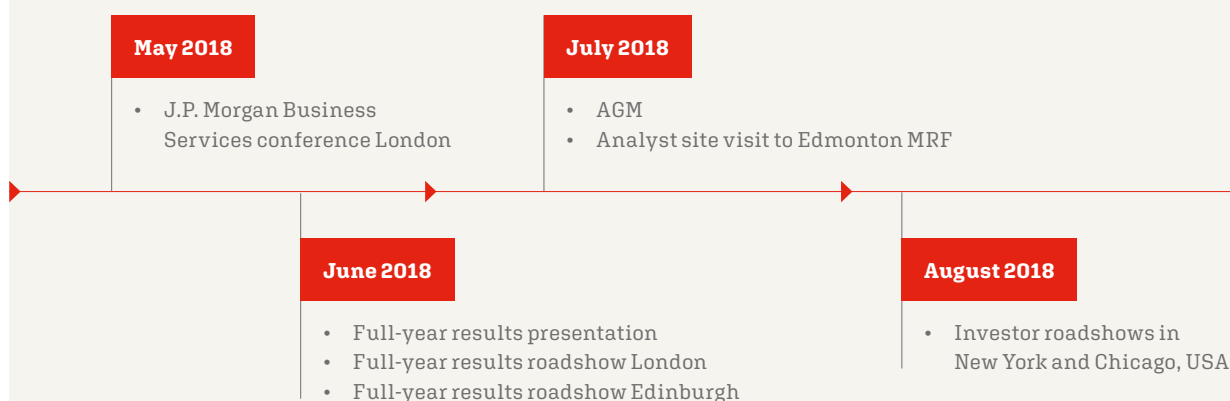 May 2018
• J.P. Morgan Business
Services conference London
July 2018
• AGM
• Analyst site visit to Edmonton MRF
June 2018
• Full-year results presentation
• Full-year results roadshow London
• Full-year results roadshow Edinburgh
August 2018
• Investor roadshows in
New York and Chicago, USA